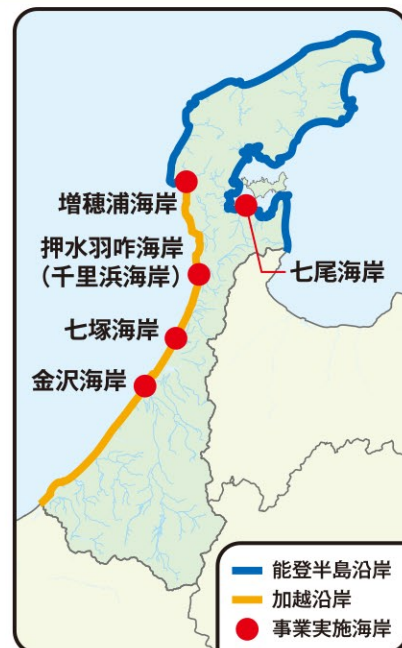 増穂浦海岸
押水羽咋海岸
（千里浜海岸）
七尾海岸
七塚海岸
金沢海岸
能登半島沿岸
加越沿岸
事業実施海岸